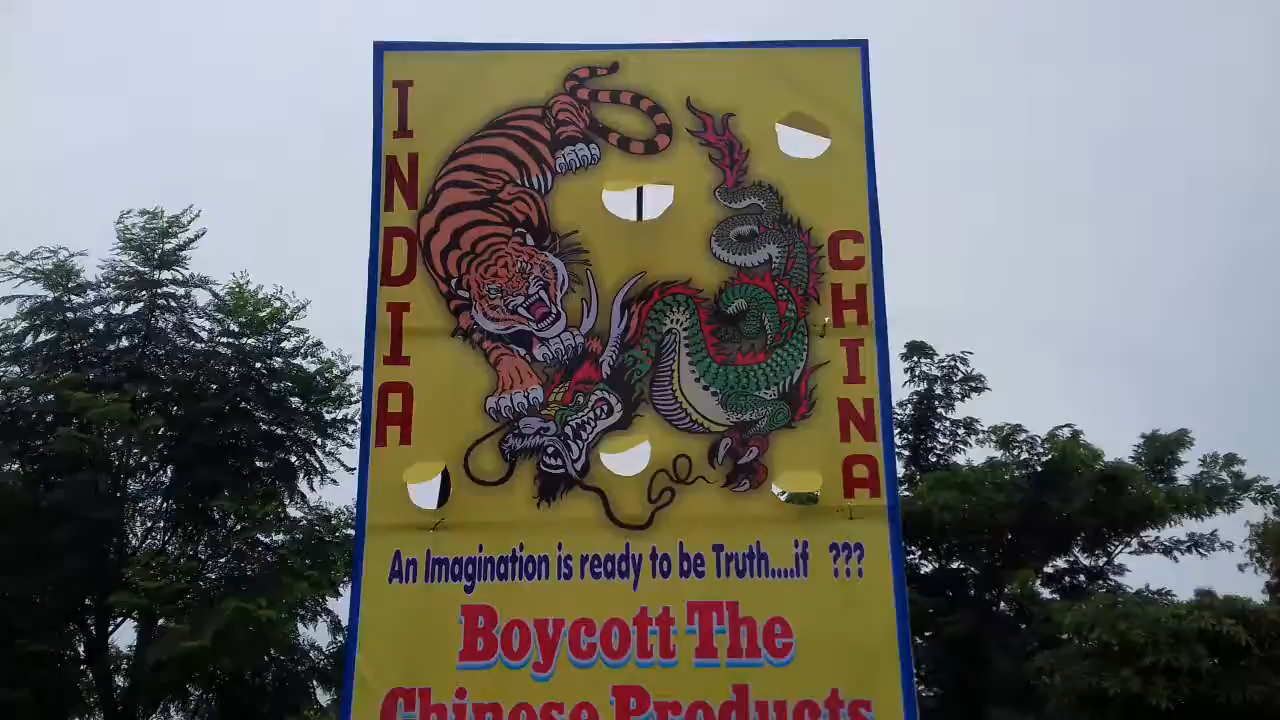 INDIA
CHINA
An Imagination is ready to be Truth....if ???
Boycott The
Chinese Products